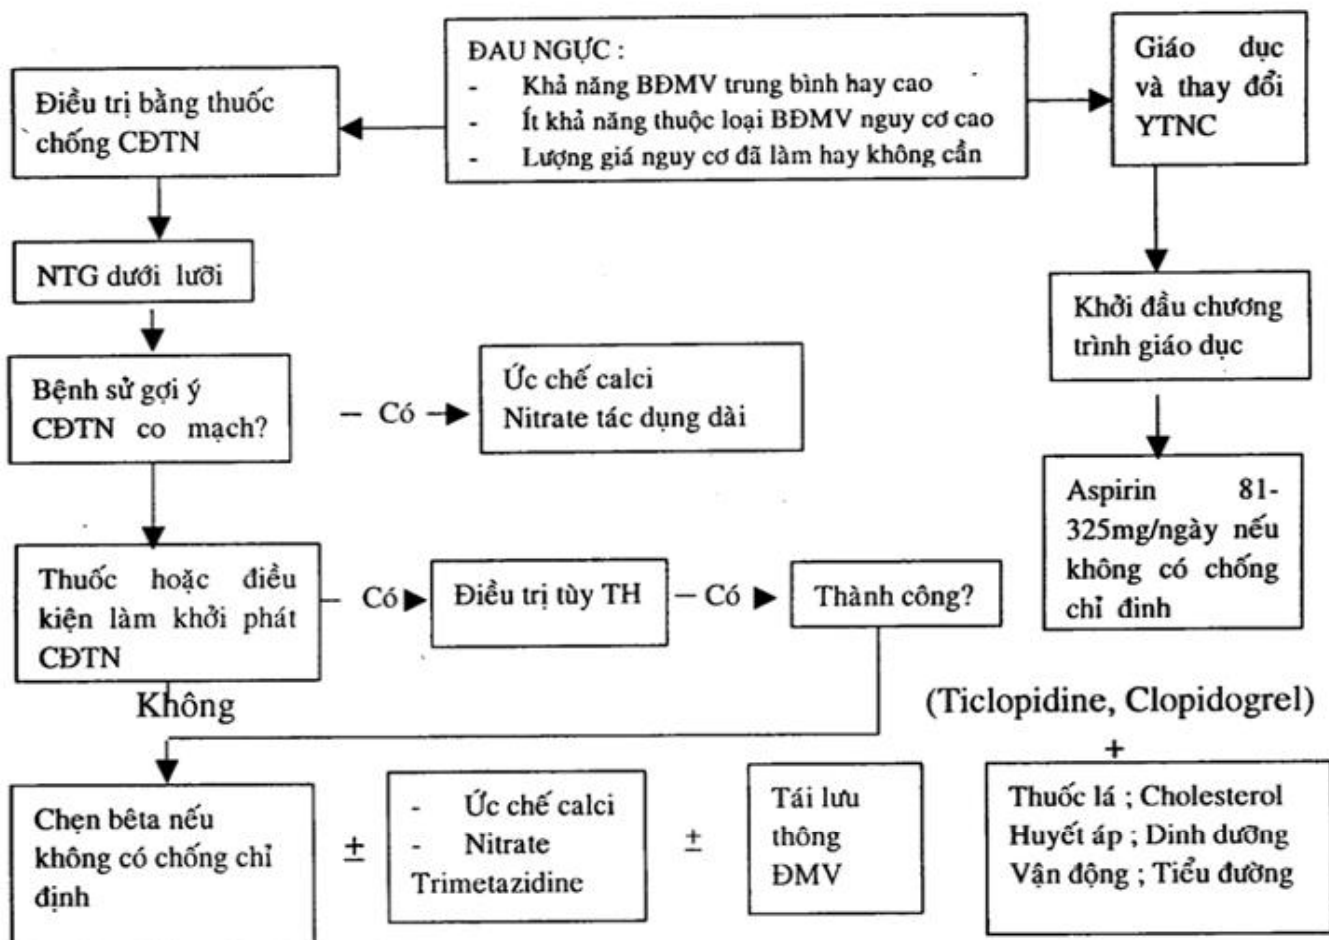 ĐAU NGỰC :
- Khả năng BĐMV trung bình hay cao
- Ít khả năng thuộc loại BĐMV nguy cơ cao
- Lượng giá nguy cơ đã làm hay không cần
Điều trị bằng thuốc
chống CĐTN
NTG dưới lưỡi
Bệnh sử gợi ý
CĐTN co mạch?
Có
Ức chế calci
Nitrate tác dụng dài
Thuốc hoặc điều
kiện làm khởi phát
CĐTN
Có
Điều trị tùy TH
Có
Thành công?
Không
Chẹn bêta nếu
không có chống chỉ
định
±
- Ức chế calci
- Nitrate
Trimetazidine
±
Tái lưu
thông
ĐMV
Giáo dục
và thay đổi
YTNC
Khởi đầu chương
trình giáo dục
Aspirin 81-
325mg/ngày nếu
không có chống
chỉ đinh
(Ticlopidine, Clopidogrel)
+
Thuốc lá ; Cholesterol
Huyết áp ; Dinh dưỡng
Vận động ; Tiểu đường